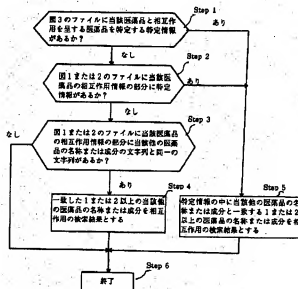 Step 1
図3のファイルに当該医薬品と相互作
用を呈する医薬品を特定する特定情報
があるか?
あり
なし
Step 2
図1または2のファイルに当該医薬
品の相互作用情報の部分に特定
情報があるか?
あり
なし
Step 3
図1または2のファイルに当該医薬品
の相互作用情報の部分に当該他の医薬
品の名称または成分の文字列と同一の
文字列があるか?
なし
あり
Step 4
一致した1または2以上の当該他
の医薬品の名称または成分を相互
作用の検索結果とする
Step 5
特定情報の中に当該他の医薬品の名
称または成分と一致する1または2
以上の医薬品の名称または成分を相
互作用の検索結果とする
Step 6
終了